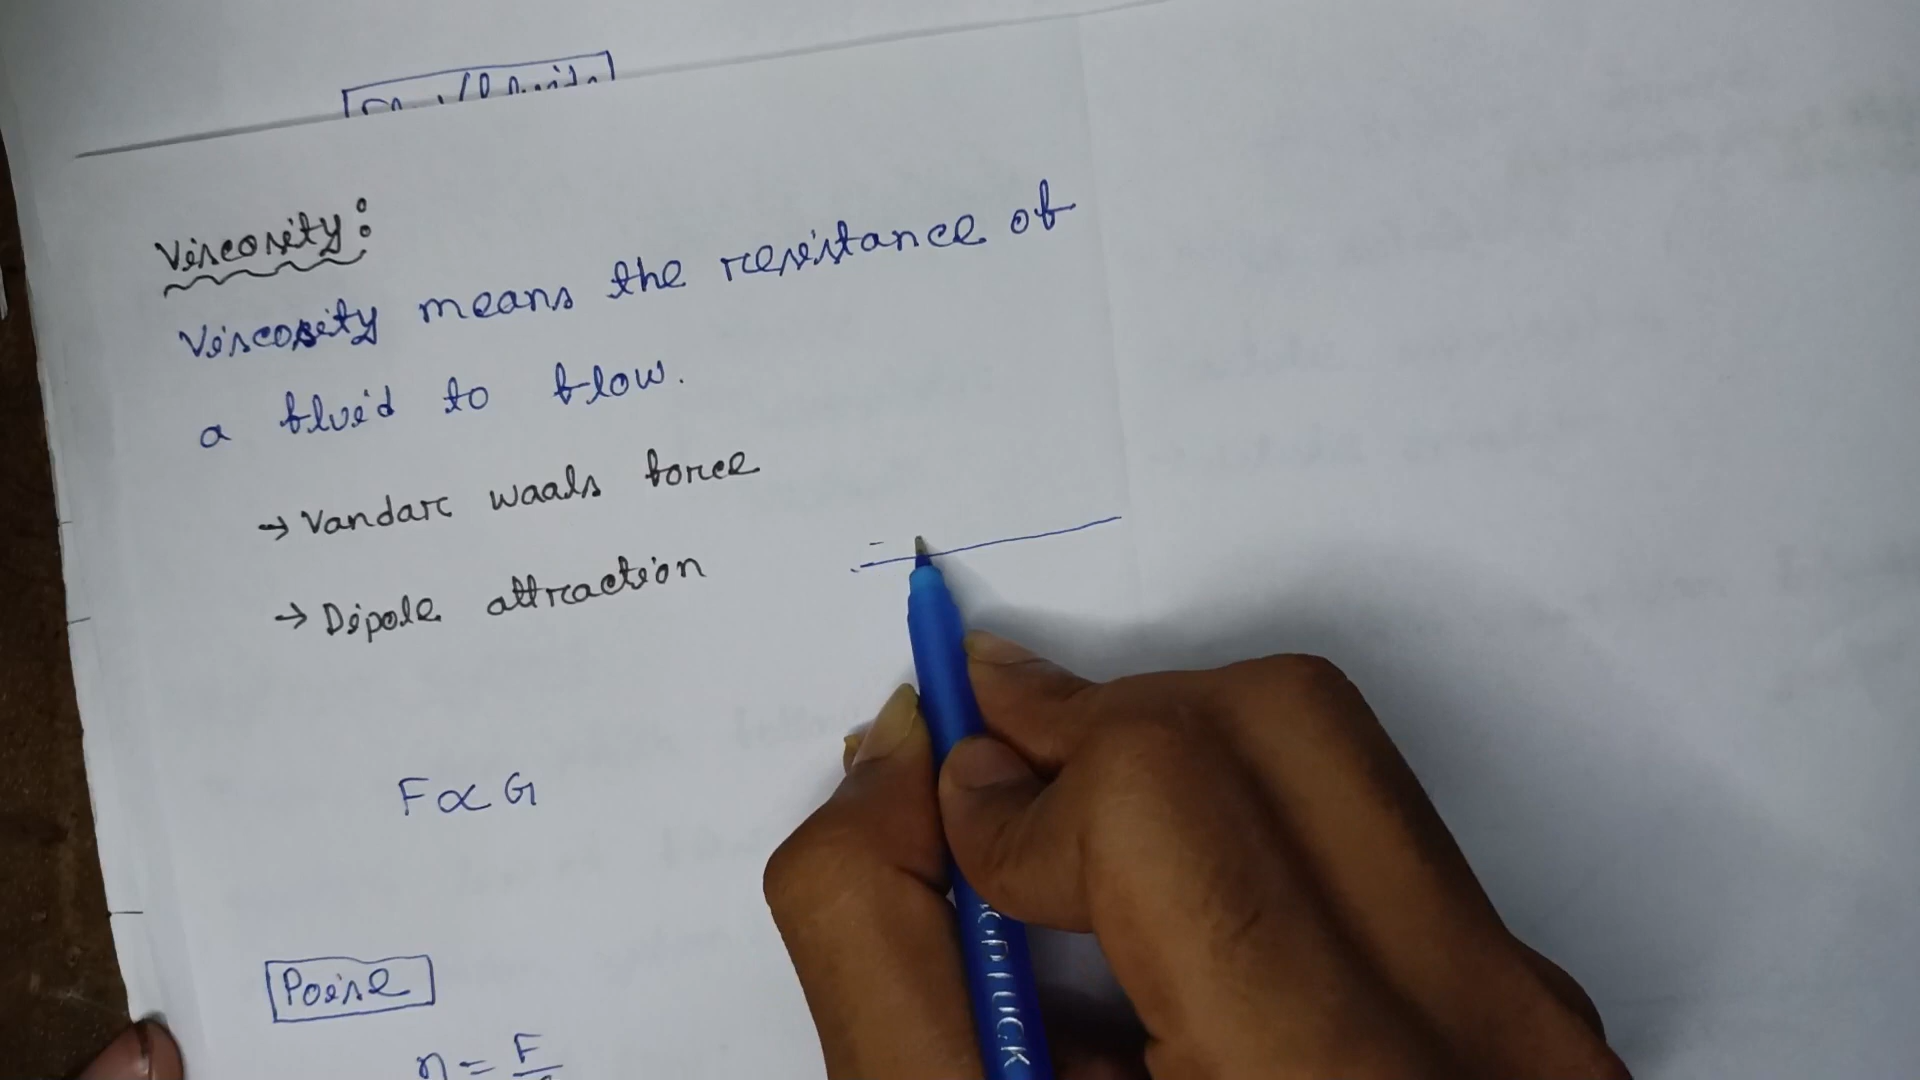 Viscosity:
Viscosity means the resistance of
a fluid to flow.
→ Vandar waals force
→ Dipole attraction
F ∝ G
Poise
η = F